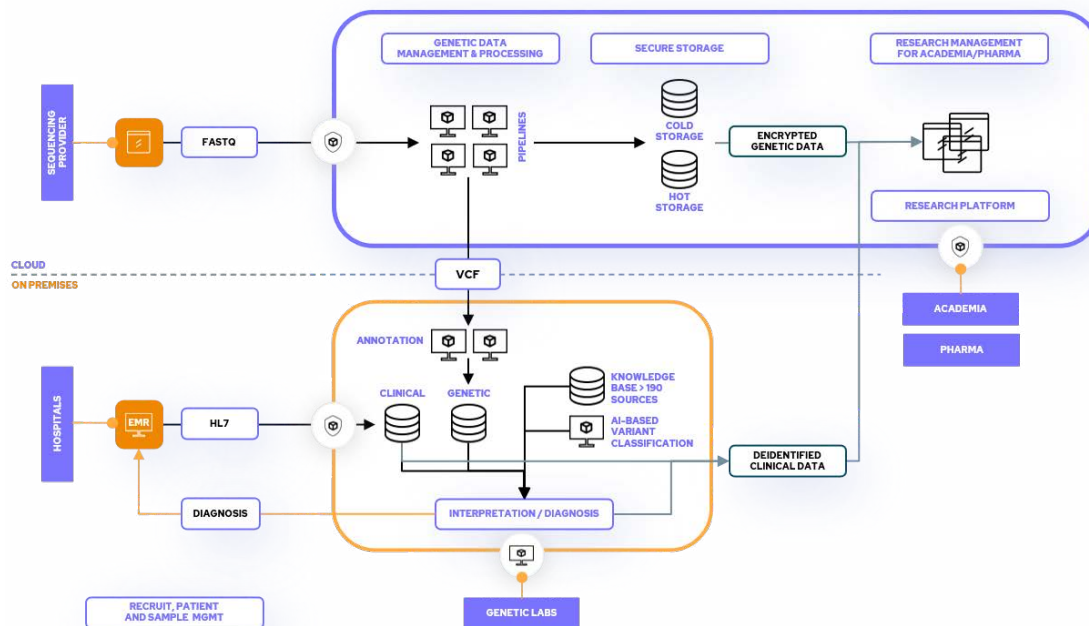 GENETIC DATA
MANAGEMENT & PROCESSING
SECURE STORAGE
RESEARCH MANAGEMENT
FOR ACADEMIA/PHARMA
SEQUENCING
PROVIDER
FASTQ
PIPELINES
COLD
STORAGE
HOT
STORAGE
ENCRYPTED
GENETIC DATA
RESEARCH PLATFORM
CLOUD
ON PREMISES
VCF
ACADEMIA
PHARMA
ANNOTATION
HOSPITALS
EMR
HL7
CLINICAL
GENETIC
KNOWLEDGE
BASE > 190
SOURCES
AI-BASED
VARIANT
CLASSIFICATION
DEIDENTIFIED
CLINICAL DATA
DIAGNOSIS
INTERPRETATION / DIAGNOSIS
RECRUIT, PATIENT
AND SAMPLE MGMT
GENETIC LABS